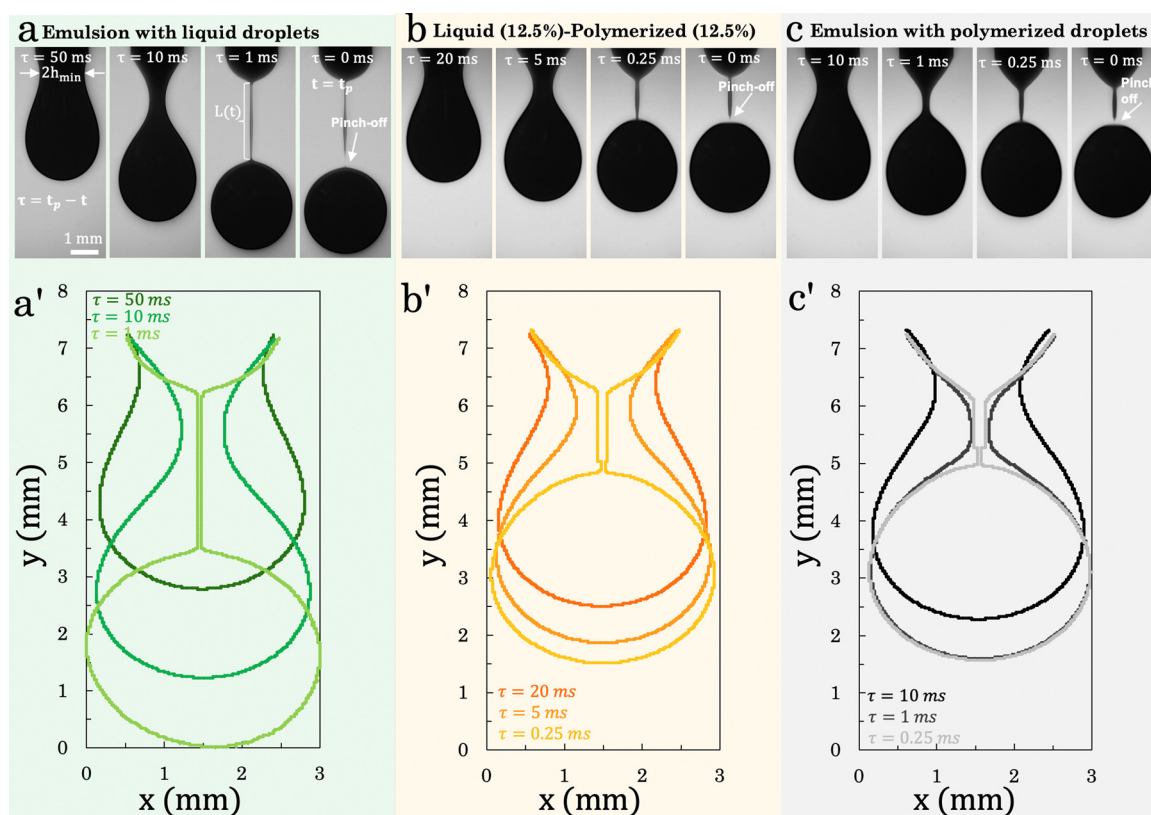 a Emulsion with liquid droplets
τ = 50 ms
2hmin
τ = tₚ − t
1 mm
τ = 10 ms
τ = 1 ms
L(t)
τ = 0 ms
t = tₚ
Pinch-off
b Liquid (12.5%)-Polymerized (12.5%)
τ = 20 ms
τ = 5 ms
τ = 0.25 ms
τ = 0 ms
Pinch-off
c Emulsion with polymerized droplets
τ = 10 ms
τ = 1 ms
τ = 0.25 ms
τ = 0 ms
Pinch
off
a'
τ = 50 ms
τ = 10 ms
τ = 1 ms
y (mm)
8
7
6
5
4
3
2
1
0
0 1 2 3
x (mm)
b'
y (mm)
8
7
6
5
4
3
2
1
0
τ = 20 ms
τ = 5 ms
τ = 0.25 ms
0 1 2 3
x (mm)
c'
y (mm)
8
7
6
5
4
3
2
1
0
τ = 10 ms
τ = 1 ms
τ = 0.25 ms
0 1 2 3
x (mm)